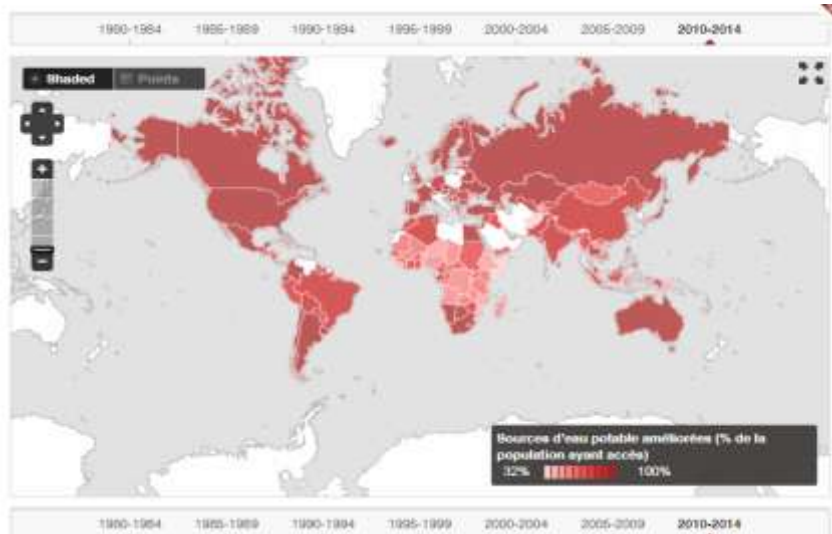 1980-1984 1985-1989 1990-1994 1995-1999 2000-2004 2005-2009 2010-2014
Shaded Points
Sources d'eau potable améliorées (% de la
population ayant accès)
32% 100%
1980-1984 1985-1989 1990-1994 1995-1999 2000-2004 2005-2009 2010-2014